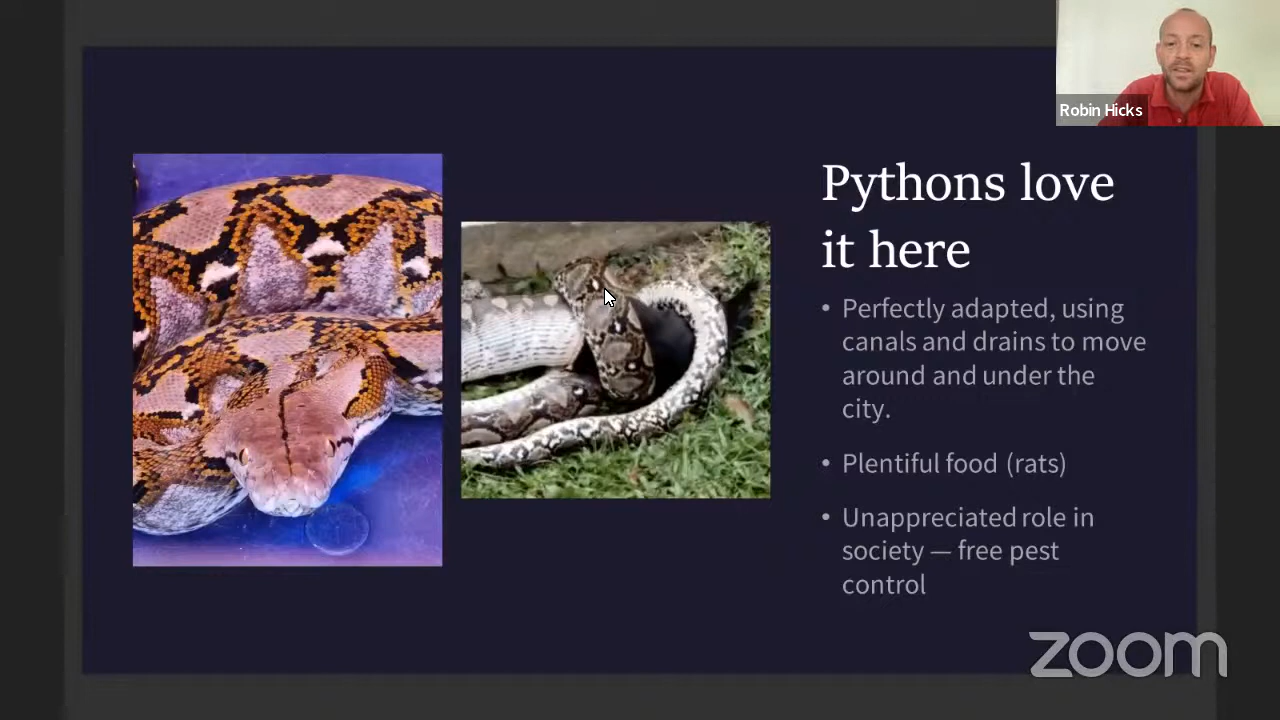 Robin Hicks
Pythons love
it here
• Perfectly adapted, using
canals and drains to move
around and under the
city.
• Plentiful food (rats)
• Unappreciated role in
society — free pest
control
zoom